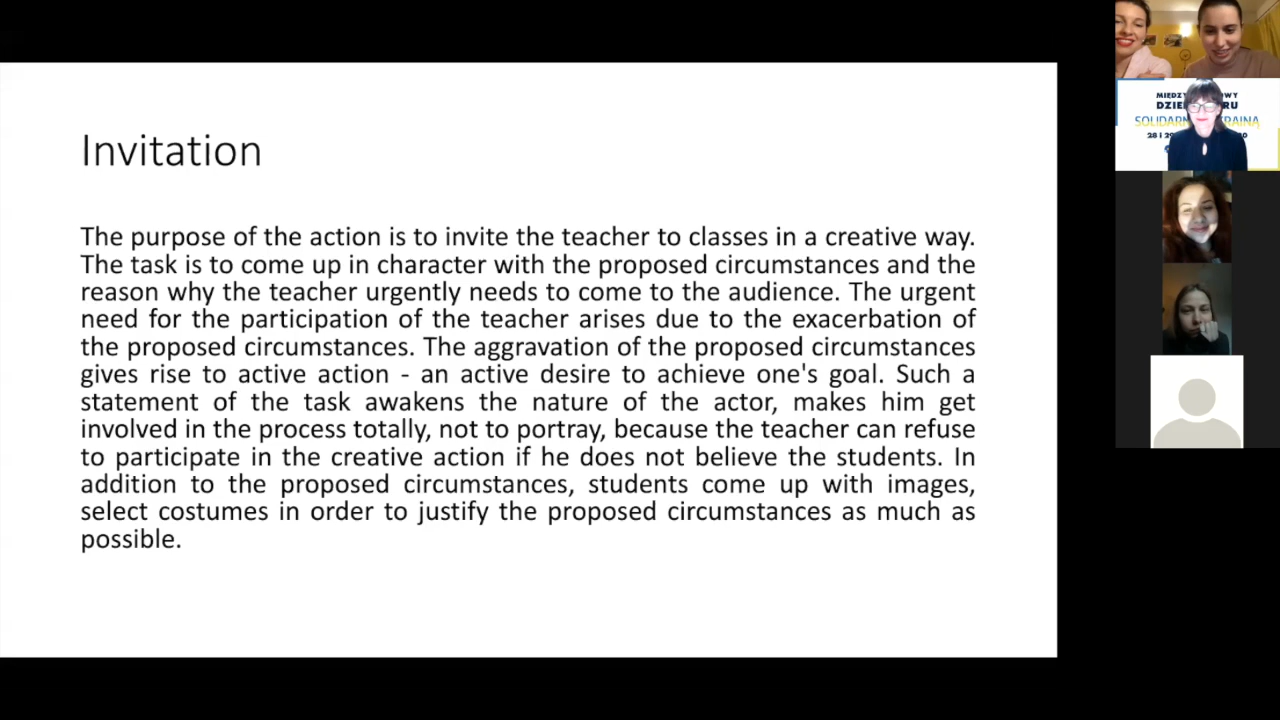 Invitation
The purpose of the action is to invite the teacher to classes in a creative way.
The task is to come up in character with the proposed circumstances and the
reason why the teacher urgently needs to come to the audience. The urgent
need for the participation of the teacher arises due to the exacerbation of
the proposed circumstances. The aggravation of the proposed circumstances
gives rise to active action - an active desire to achieve one's goal. Such a
statement of the task awakens the nature of the actor, makes him get
involved in the process totally, not to portray, because the teacher can refuse
to participate in the creative action if he does not believe the students. In
addition to the proposed circumstances, students come up with images,
select costumes in order to justify the proposed circumstances as much as
possible.